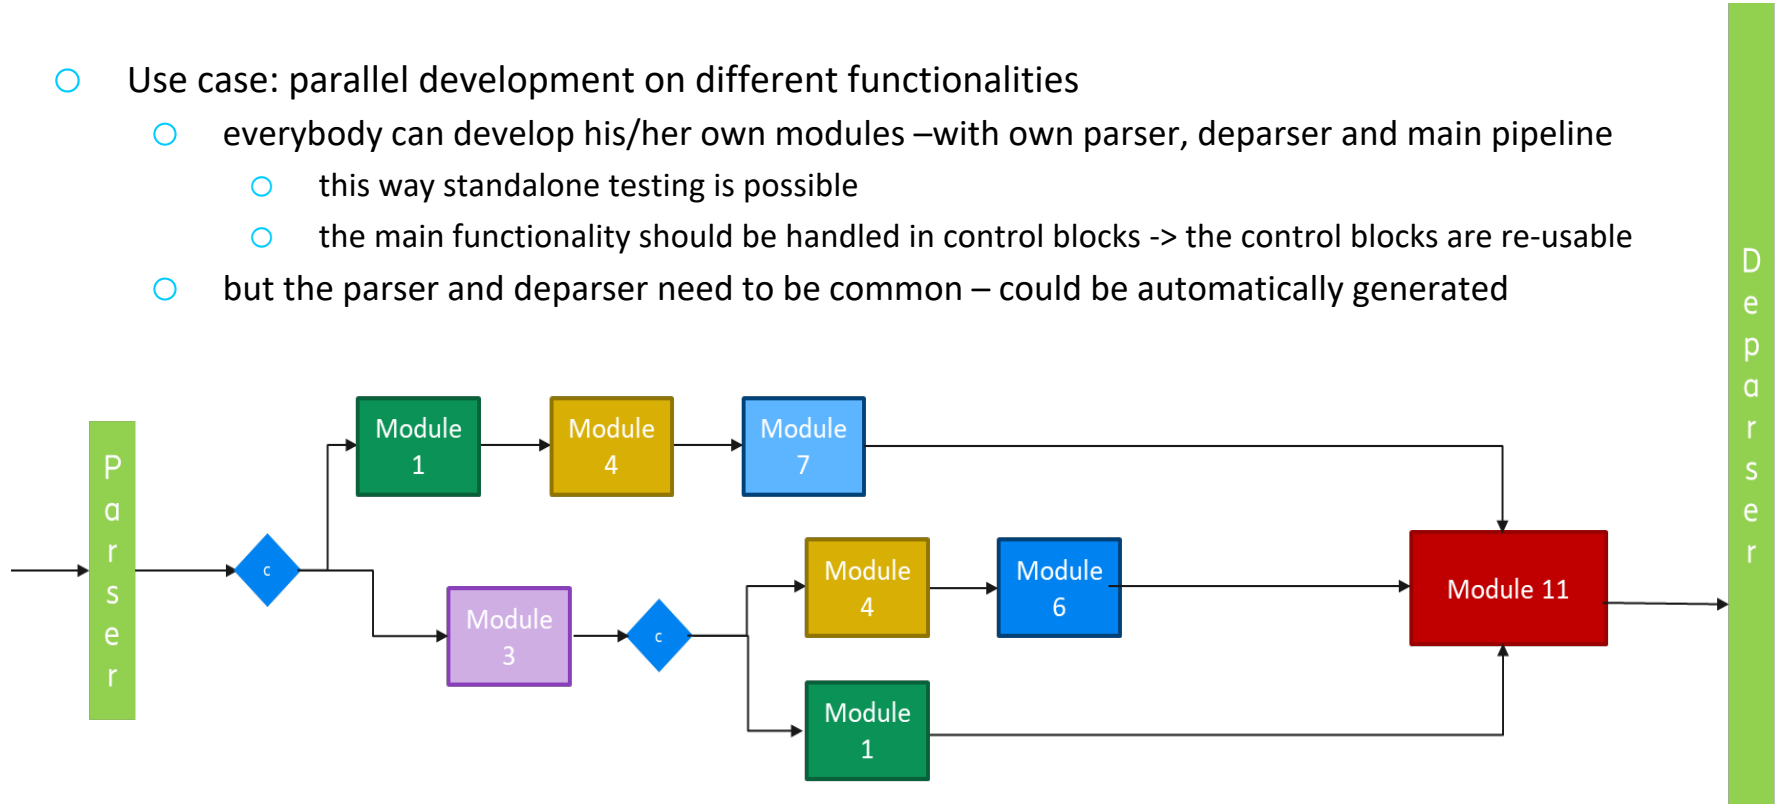 Use case: parallel development on different functionalities
everybody can develop his/her own modules –with own parser, deparser and main pipeline
this way standalone testing is possible
the main functionality should be handled in control blocks -> the control blocks are re-usable
but the parser and deparser need to be common – could be automatically generated
Parser
c
Module
1
Module
4
Module
7
Module
3
c
Module
4
Module
6
Module
1
Module 11
Deparser